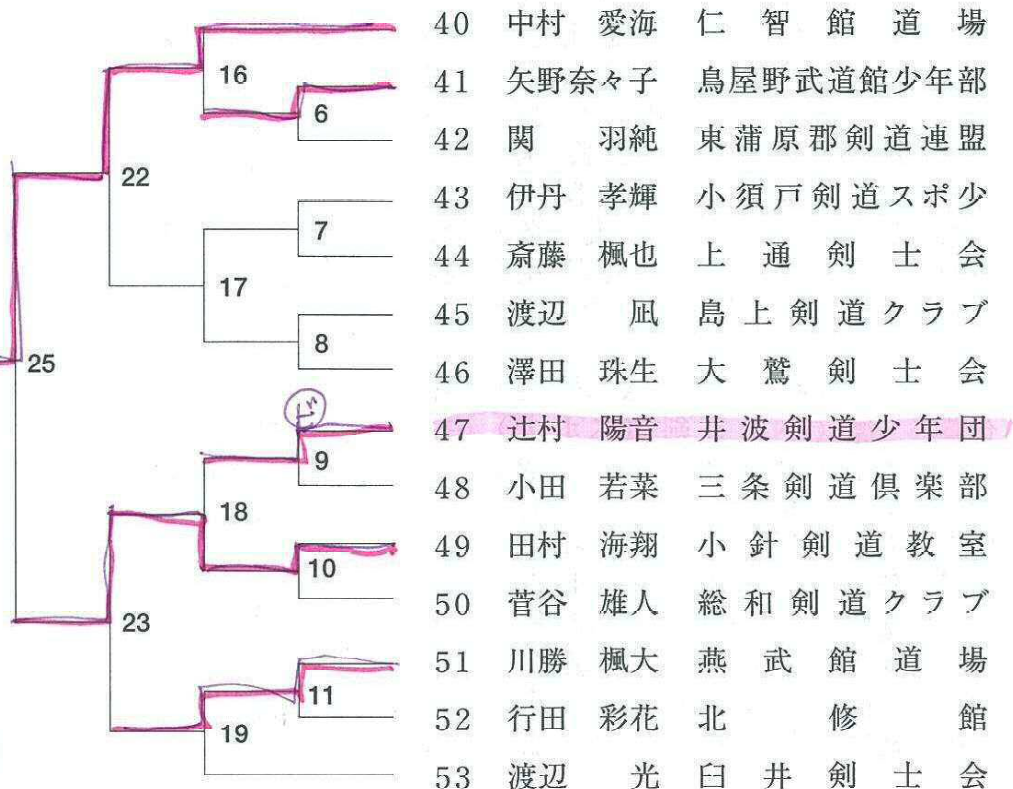 40 中村 愛海 仁智館道場
16
41 矢野奈々子 鳥屋野武道館少年部
6
42 関 羽純 東蒲原郡剣道連盟
22
43 伊丹 孝輝 小須戸剣道スポ少
7
44 斎藤 楓也 上通剣士会
17
45 渡辺 凪 島上剣道クラブ
8
25
46 澤田 珠生 大鷲剣士会
47 辻村 陽音 井波剣道少年団
9
48 小田 若菜 三条剣道倶楽部
18
49 田村 海翔 小針剣道教室
10
50 菅谷 雄人 総和剣道クラブ
23
51 川勝 楓大 燕武館道場
11
52 行田 彩花 北修館
19
53 渡辺 光 臼井剣士会